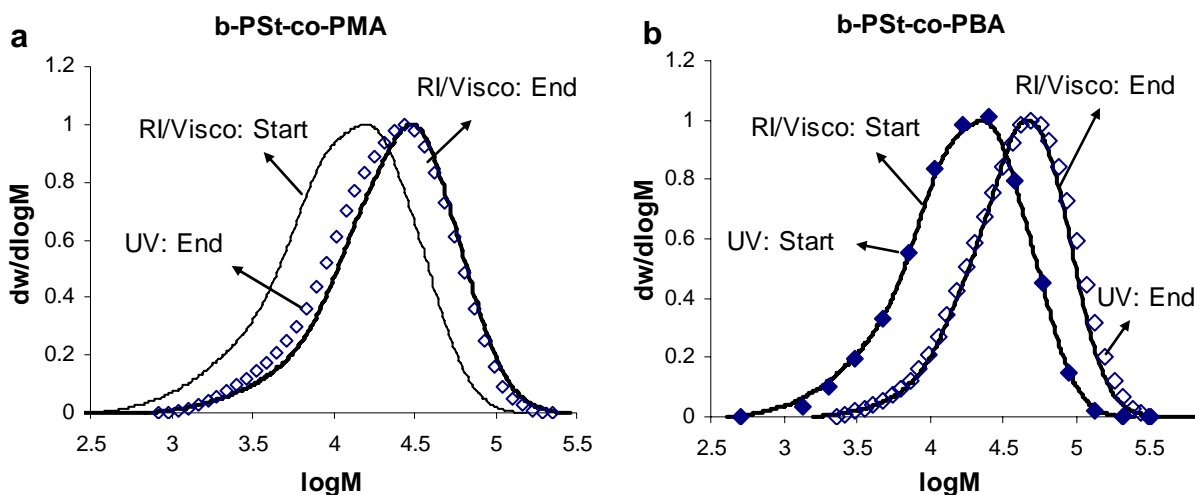 a
b-PSt-co-PMA
1.2
1
0.8
0.6
0.4
0.2
0
dw/dlogM
RI/Visco: End
RI/Visco: Start
UV: End
2.5 3 3.5 4 4.5 5 5.5
logM
b
b-PSt-co-PBA
1.2
1
0.8
0.6
0.4
0.2
0
dw/dlogM
RI/Visco: End
RI/Visco: Start
UV: Start
UV: End
2.5 3 3.5 4 4.5 5 5.5
logM